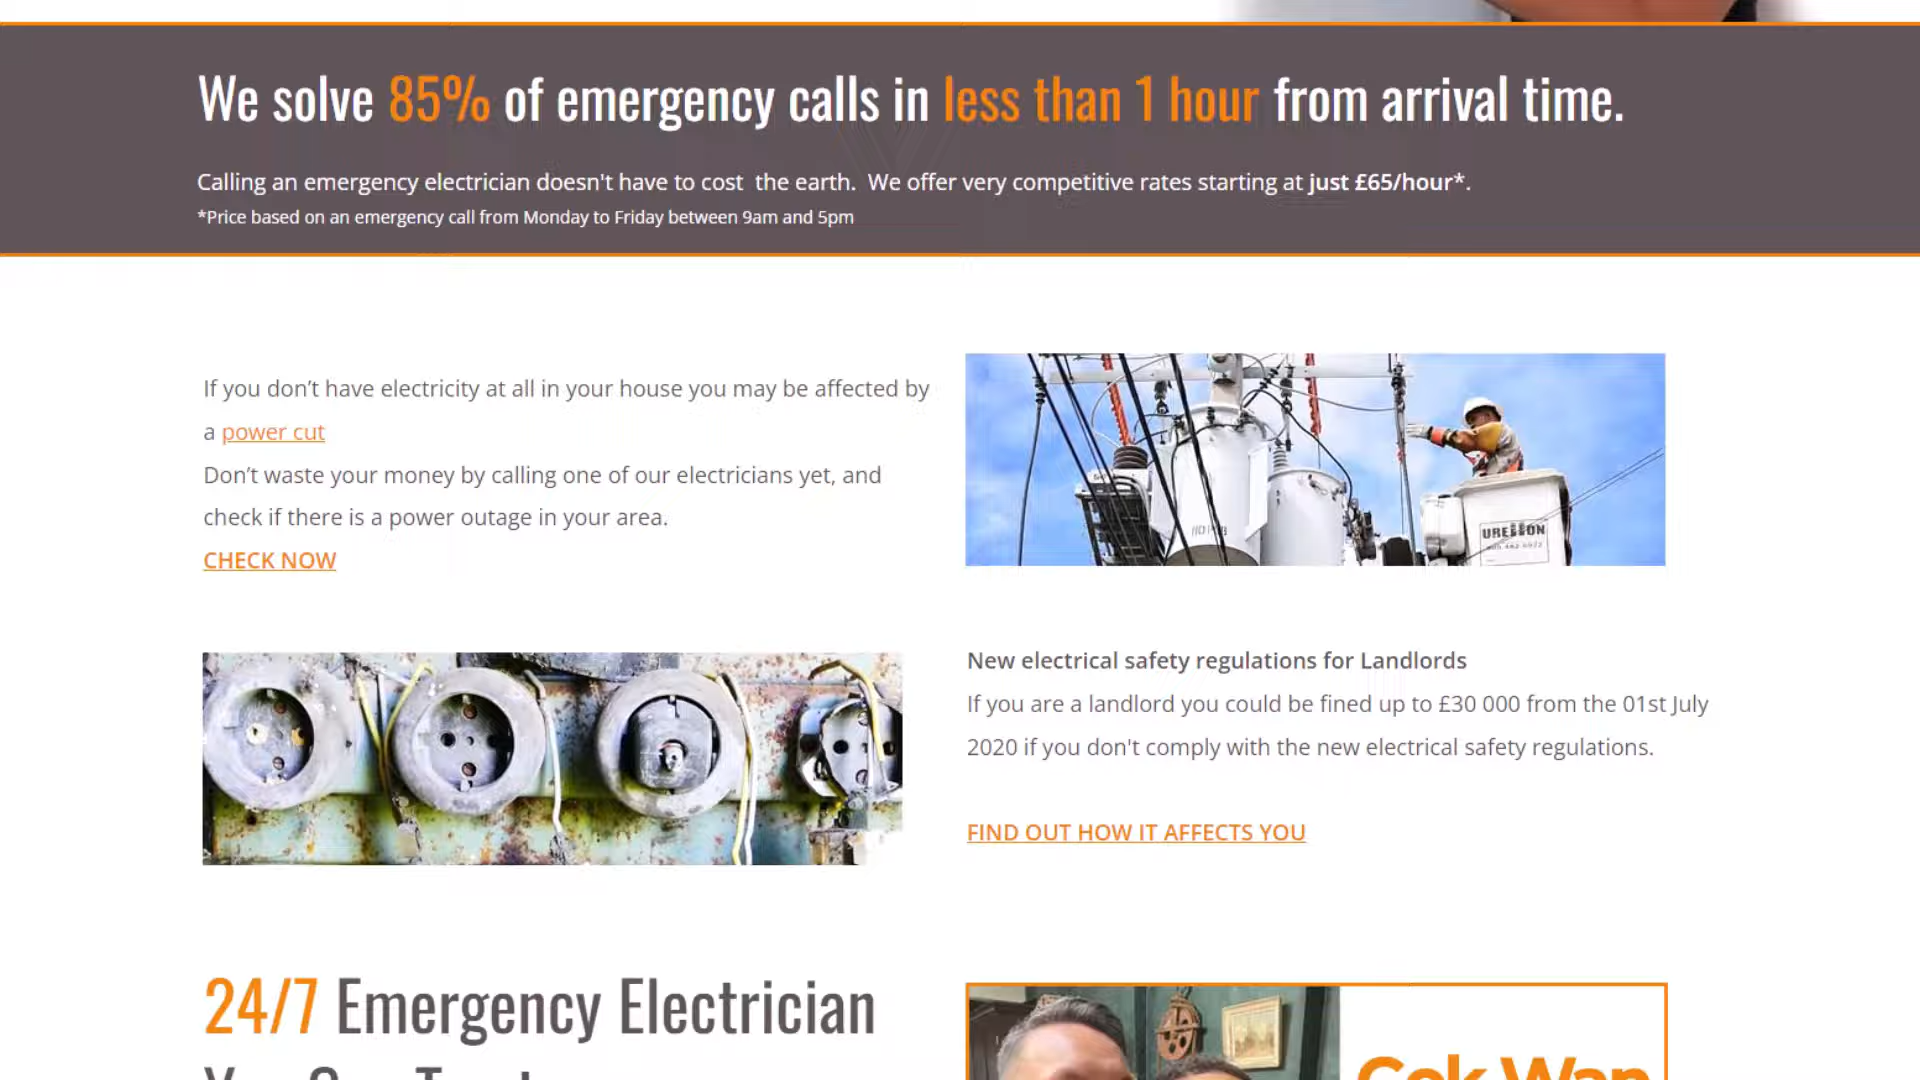 We solve 85% of emergency calls in less than 1 hour from arrival time.
Calling an emergency electrician doesn't have to cost the earth. We offer very competitive rates starting at just £65/hour*.
*Price based on an emergency call from Monday to Friday between 9am and 5pm
If you don’t have electricity at all in your house you may be affected by
a power cut
Don’t waste your money by calling one of our electricians yet, and
check if there is a power outage in your area.
CHECK NOW
New electrical safety regulations for Landlords
If you are a landlord you could be fined up to £30 000 from the 01st July
2020 if you don't comply with the new electrical safety regulations.
FIND OUT HOW IT AFFECTS YOU
24/7 Emergency Electrician
You Can Trust
Gok Wan